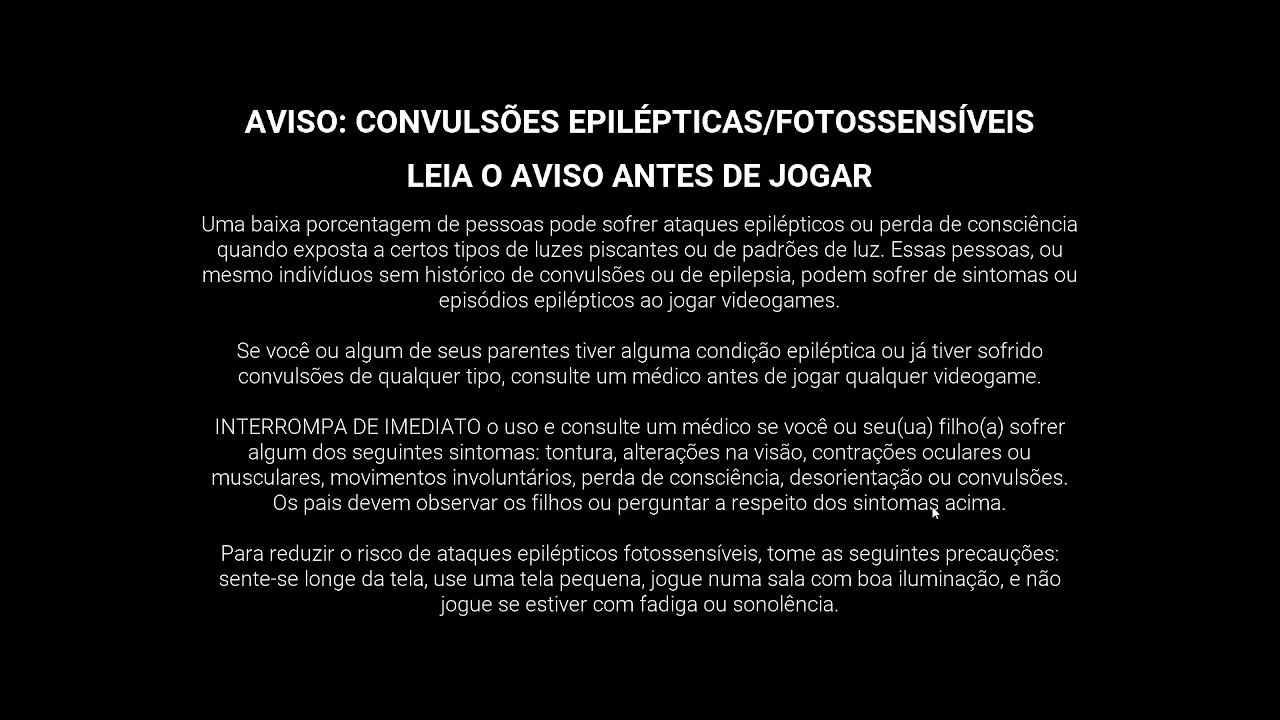 AVISO: CONVULSÕES EPILÉPTICAS/FOTOSSENSÍVEIS
LEIA O AVISO ANTES DE JOGAR
Uma baixa porcentagem de pessoas pode sofrer ataques epilépticos ou perda de consciência
quando exposta a certos tipos de luzes piscantes ou de padrões de luz. Essas pessoas, ou
mesmo indivíduos sem histórico de convulsões ou de epilepsia, podem sofrer de sintomas ou
episódios epilépticos ao jogar videogames.
Se você ou algum de seus parentes tiver alguma condição epiléptica ou já tiver sofrido
convulsões de qualquer tipo, consulte um médico antes de jogar qualquer videogame.
INTERROMPA DE IMEDIATO o uso e consulte um médico se você ou seu(ua) filho(a) sofrer
algum dos seguintes sintomas: tontura, alterações na visão, contrações oculares ou
musculares, movimentos involuntários, perda de consciência, desorientação ou convulsões.
Os pais devem observar os filhos ou perguntar a respeito dos sintomas acima.
Para reduzir o risco de ataques epilépticos fotossensíveis, tome as seguintes precauções:
sente-se longe da tela, use uma tela pequena, jogue numa sala com boa iluminação, e não
jogue se estiver com fadiga ou sonolência.